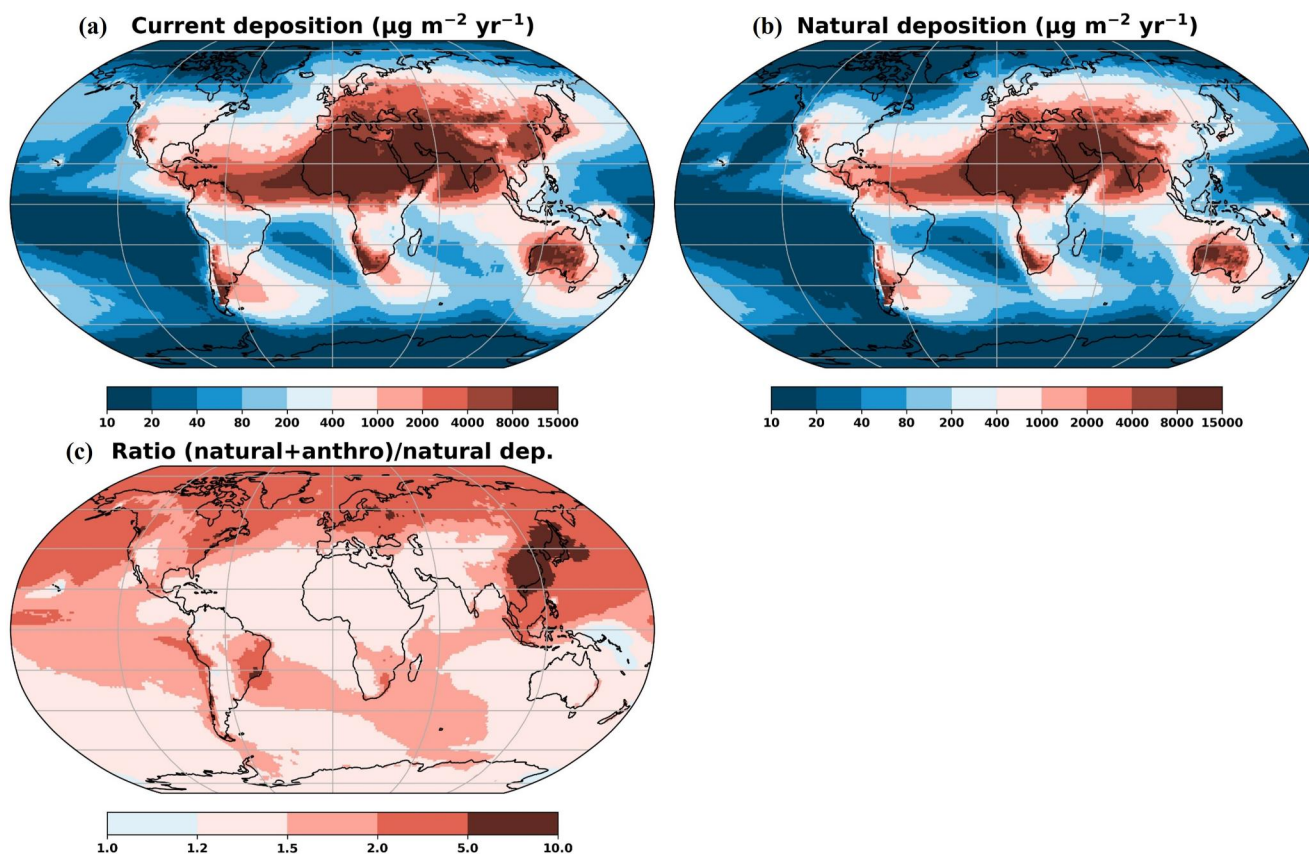 (a) Current deposition (µg m⁻² yr⁻¹)
(b) Natural deposition (µg m⁻² yr⁻¹)
10 20 40 80 200 400 1000 2000 4000 8000 15000
10 20 40 80 200 400 1000 2000 4000 8000 15000
(c) Ratio (natural+anthro)/natural dep.
1.0 1.2 1.5 2.0 5.0 10.0